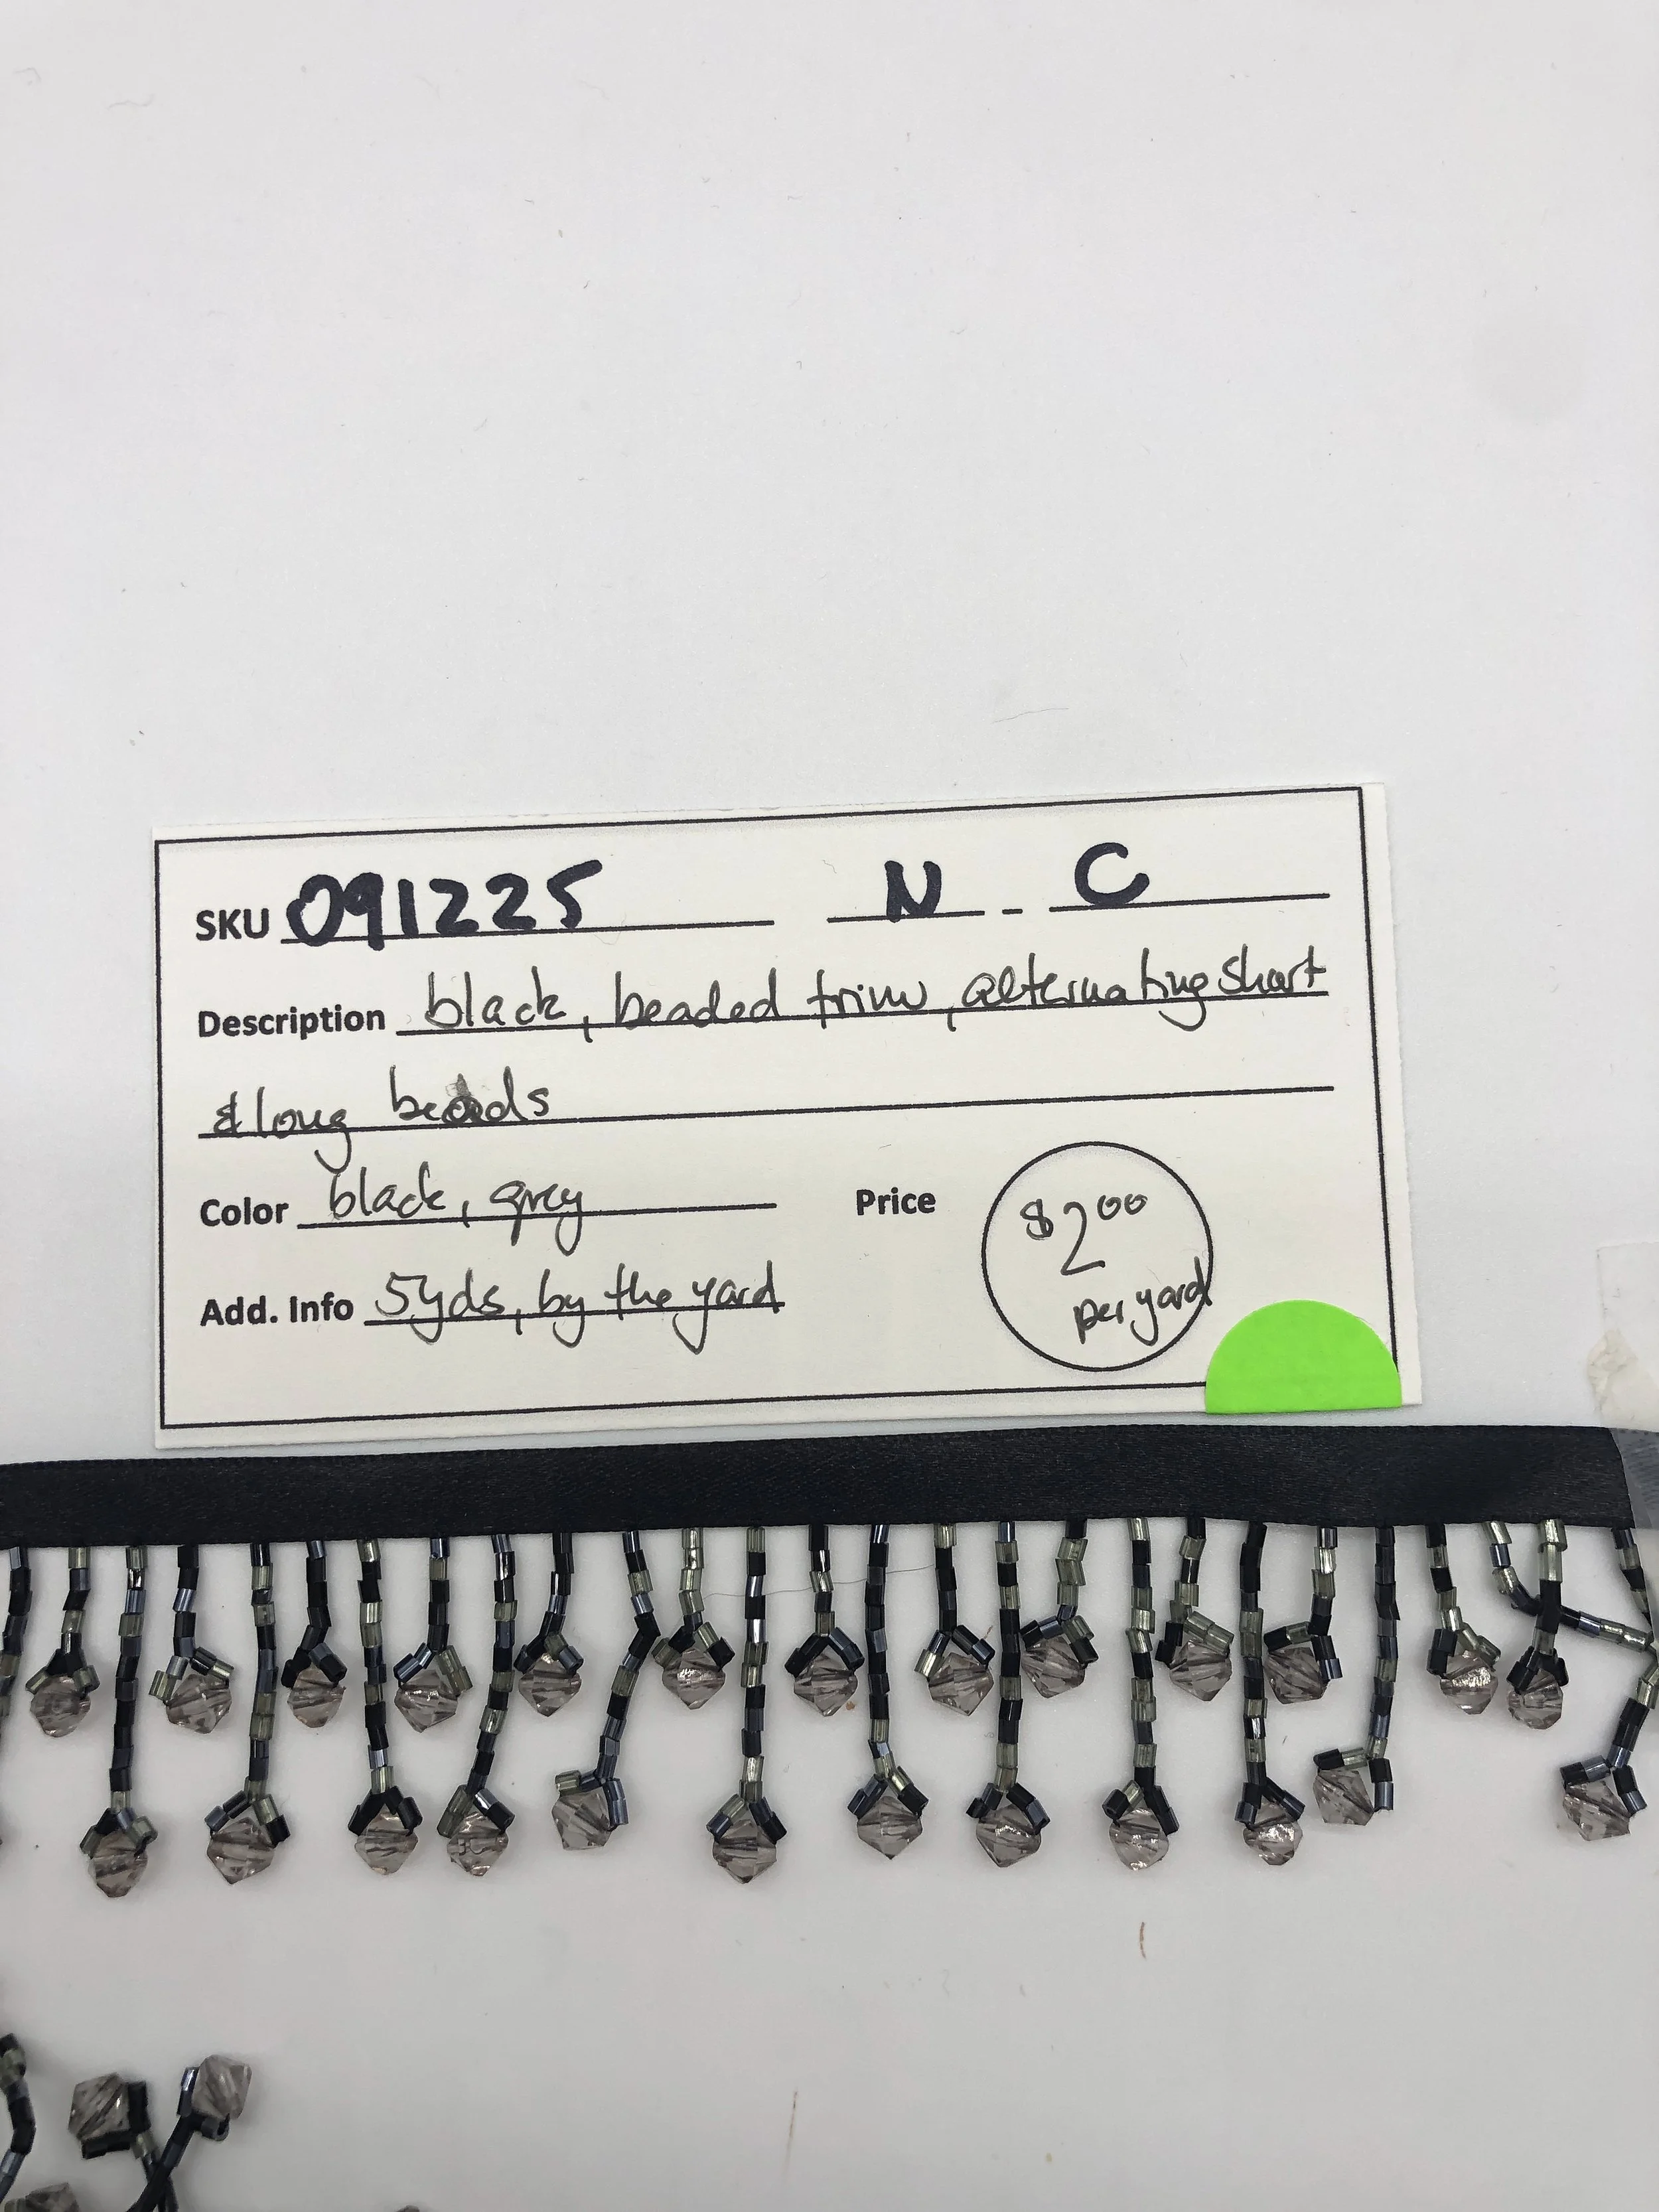 SKU 091225 N - C
Description black, beaded trim, alternating short
& long beads
Color black, grey Price $2.00
Add. Info 5yds, by the yard per yard